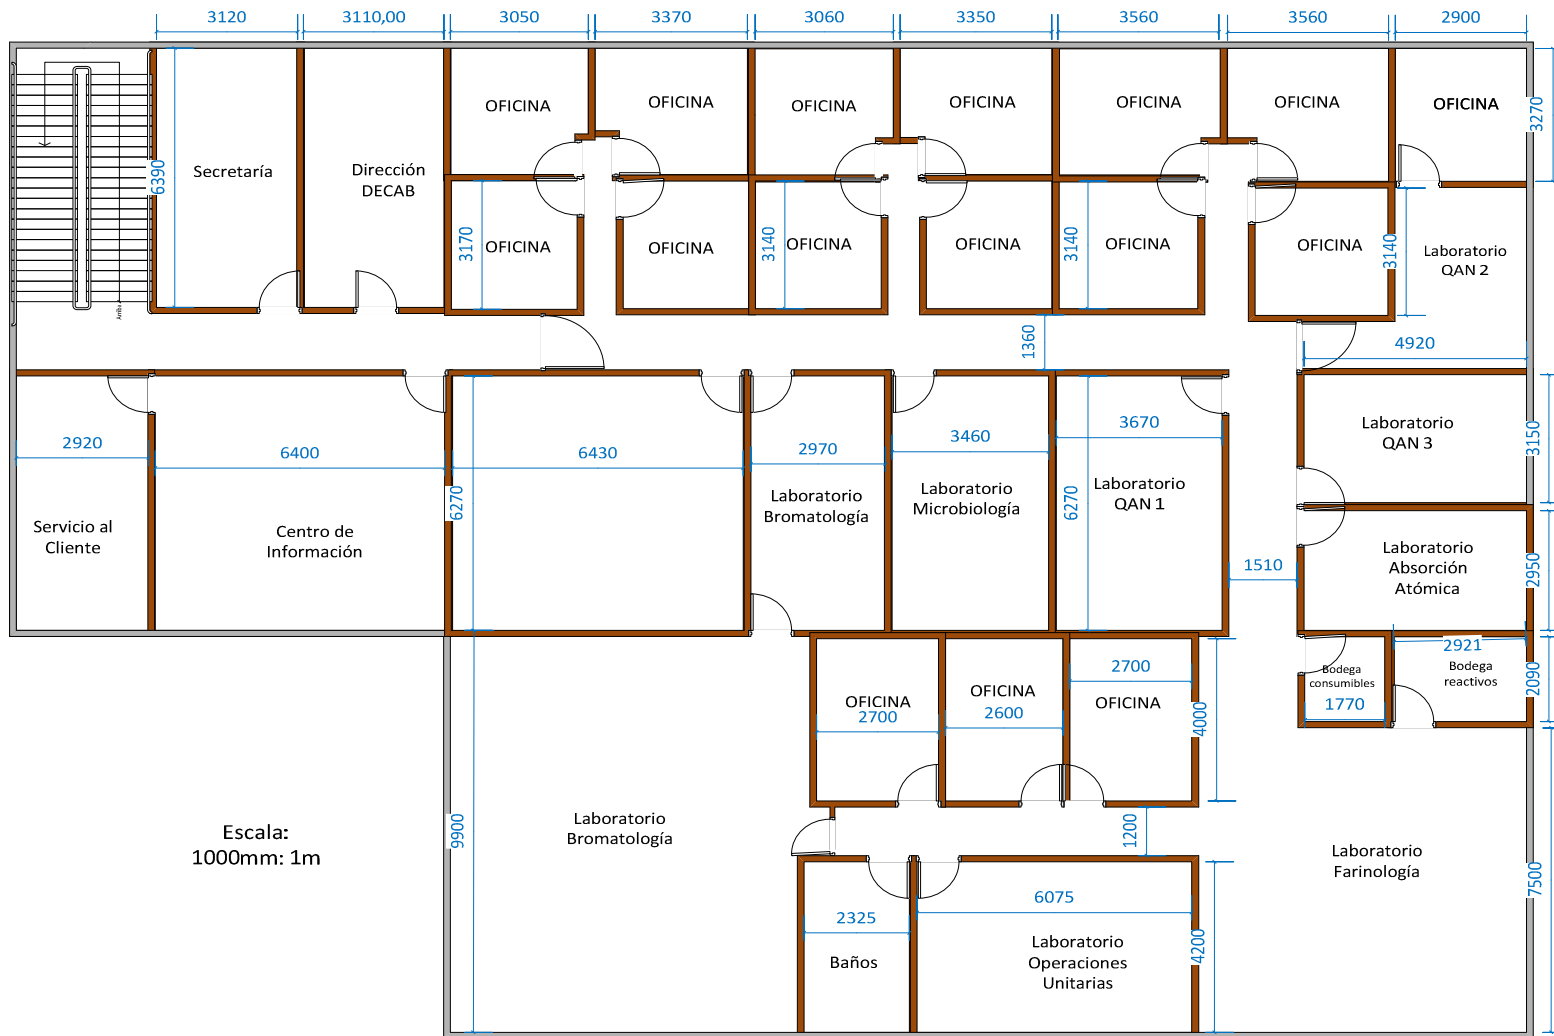 3120
3110,00
3050
3370
3060
3350
3560
3560
2900
OFICINA
OFICINA
OFICINA
OFICINA
OFICINA
OFICINA
OFICINA
3270
6390
Secretaría
Dirección
DECAB
3170
OFICINA
OFICINA
3140
OFICINA
OFICINA
3140
OFICINA
OFICINA
3140
Laboratorio
QAN 2
Arriba
1360
4920
2920
6400
6430
2970
3460
3670
Laboratorio
QAN 3
3150
6270
6270
Servicio al
Cliente
Centro de
Información
Laboratorio
Bromatología
Laboratorio
Microbiología
Laboratorio
QAN 1
1510
Laboratorio
Absorción
Atómica
2950
2921
Bodega
consumibles
1770
Bodega
reactivos
2090
OFICINA
2700
OFICINA
2600
2700
OFICINA
4000
Escala:
1000mm: 1m
9900
Laboratorio
Bromatología
1200
Laboratorio
Farinología
7500
2325
Baños
6075
Laboratorio
Operaciones
Unitarias
4200